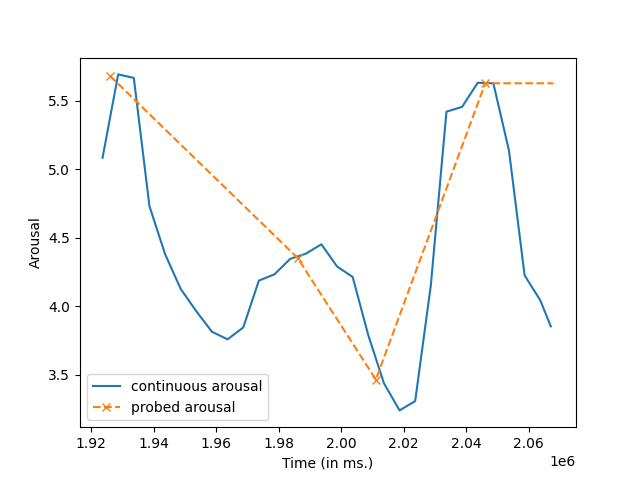 5.5
5.0
4.5
4.0
3.5
Arousal
continuous arousal
probed arousal
1.92 1.94 1.96 1.98 2.00 2.02 2.04 2.06
1e6
Time (in ms.)